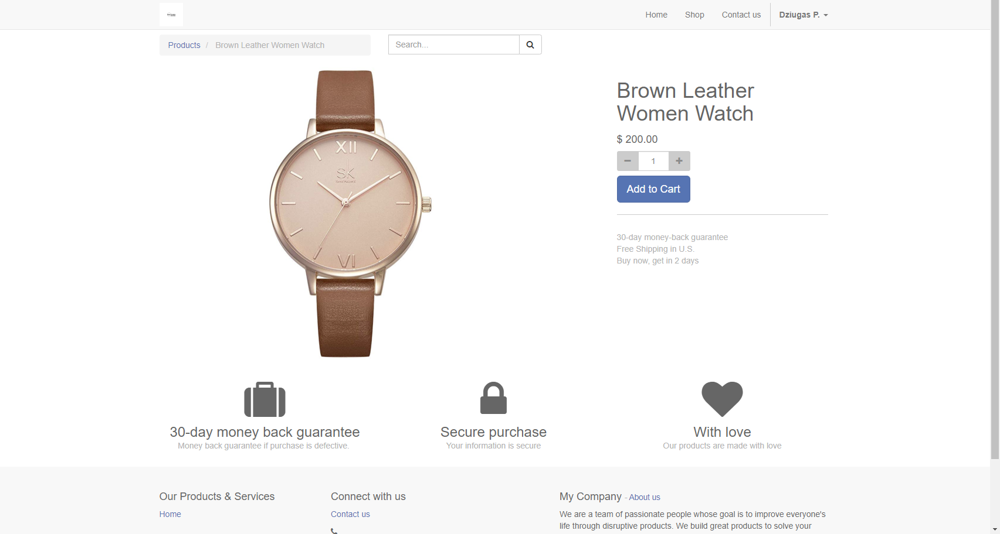 Home Shop Contact us Dziugas P.
Products / Brown Leather Women Watch
Search...
XII
SK
VI
Brown Leather
Women Watch
$ 200.00
1
Add to Cart
30-day money-back guarantee
Free Shipping in U.S.
Buy now, get in 2 days
30-day money back guarantee
Money back guarantee if purchase is defective.
Secure purchase
Your information is secure
With love
Our products are made with love
Our Products & Services
Home
Connect with us
Contact us
My Company - About us
We are a team of passionate people whose goal is to improve everyone's
life through disruptive products. We build great products to solve your